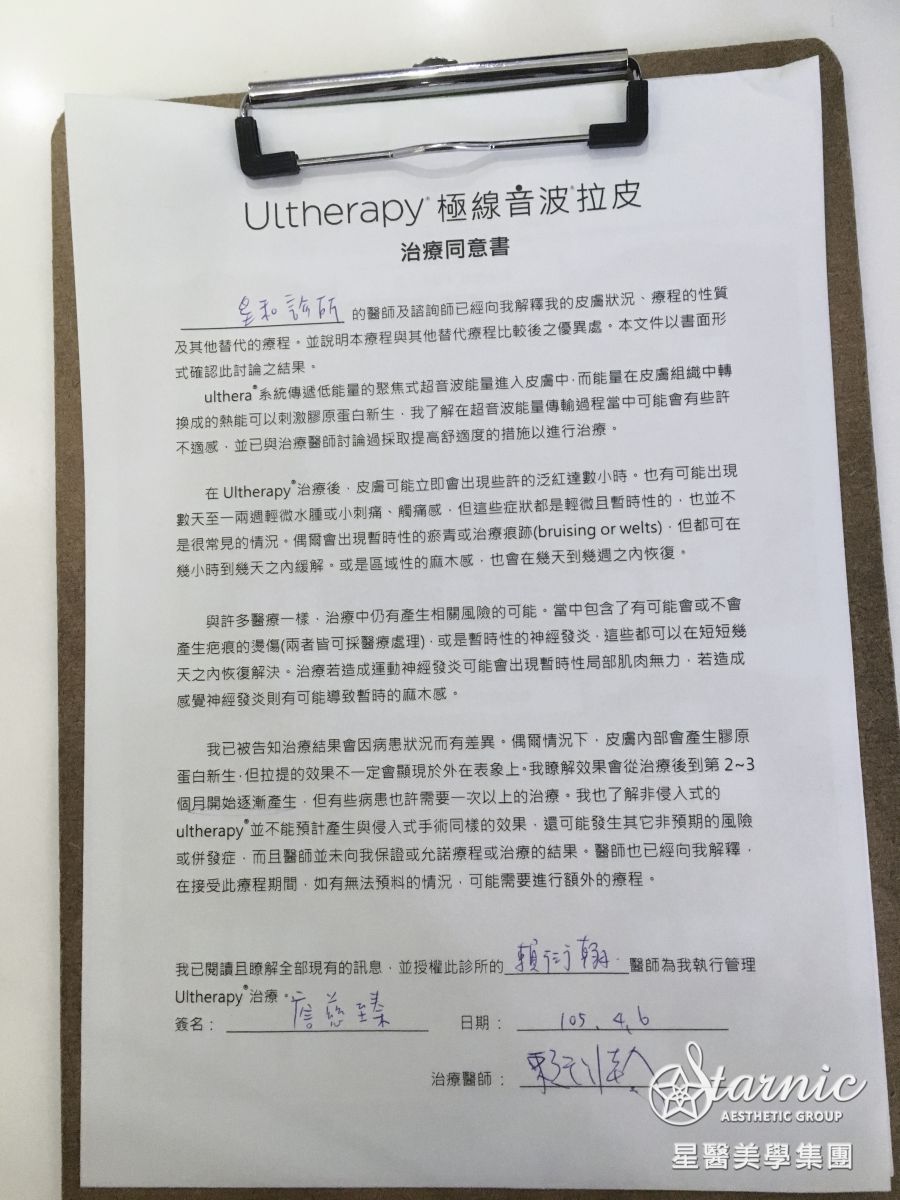 Ultherapy® 極線音波®拉皮
治療同意書
星和診所 的醫師及諮詢師已經向我解釋我的皮膚狀況、療程的性質
及其他替代的療程。並說明本療程與其他替代療程比較後之優異處。本文件以書面形
式確認此討論之結果。
ulthera®系統傳遞低能量的聚焦式超音波能量進入皮膚中，而能量在皮膚組織中轉
換成的熱能可以刺激膠原蛋白新生，我了解在超音波能量傳輸過程當中可能會有些許
不適感，並已與治療醫師討論過採取提高舒適度的措施以進行治療。
在 Ultherapy®治療後，皮膚可能立即會出現些許的泛紅達數小時。也有可能出現
數天至一兩週輕微水腫或小刺痛、觸痛感，但這些症狀都是輕微且暫時性的，也並不
是很常見的情況。偶爾會出現暫時性的瘀青或治療痕跡(bruising or welts)，但都可在
幾小時到幾天之內緩解。或是區域性的麻木感，也會在幾天到幾週之內恢復。
與許多醫療一樣，治療中仍有產生相關風險的可能。當中包含了有可能會或不會
產生疤痕的燙傷(兩者皆可採醫療處理)，或是暫時性的神經發炎，這些都可以在短短幾
天之內恢復解決。治療若造成運動神經發炎可能會出現暫時性局部肌肉無力，若造成
感覺神經發炎則有可能導致暫時的麻木感。
我已被告知治療結果會因病患狀況而有差異。偶爾情況下，皮膚內部會產生膠原
蛋白新生，但拉提的效果不一定會顯現於外在表象上。我瞭解效果會從治療後到第 2~3
個月開始逐漸產生，但有些病患也許需要一次以上的治療。我也了解非侵入式的
ultherapy®並不能預計產生與侵入式手術同樣的效果，還可能發生其它非預期的風險
或併發症，而且醫師並未向我保證或允諾療程或治療的結果。醫師也已經向我解釋，
在接受此療程期間，如有無法預料的情況，可能需要進行額外的療程。
我已閱讀且瞭解全部現有的訊息，並授權此診所的 賴衍翰 醫師為我執行管理
Ultherapy®治療。
簽名： 詹慈臻 日期： 105.4.6
治療醫師：
Starnic
AESTHETIC GROUP
星醫美學集團